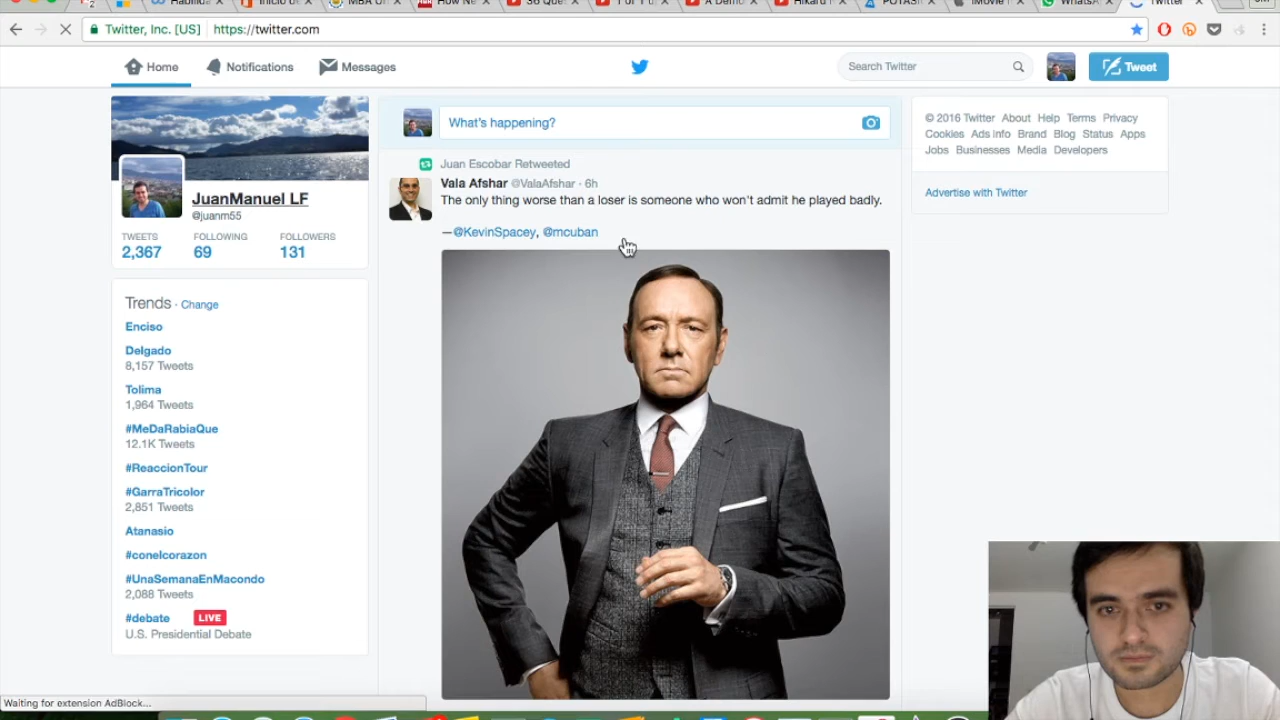 Twitter, Inc. [US]
https://twitter.com
Home
Notifications
Messages
Search Twitter
Tweet
What's happening?
Juan Escobar Retweeted
Vala Afshar @ValaAfshar · 6h
The only thing worse than a loser is someone who won't admit he played badly.
—@KevinSpacey, @mcuban
JuanManuel LF
@juanm55
TWEETS FOLLOWING FOLLOWERS
2,367 69 131
Trends · Change
Enciso
Delgado
8,157 Tweets
Tolima
1,964 Tweets
#MeDaRabiaQue
12.1K Tweets
#ReaccionTour
#GarraTricolor
2,851 Tweets
Atanasio
#conelcorazon
#UnaSemanaEnMacondo
2,088 Tweets
#debate LIVE
U.S. Presidential Debate
© 2016 Twitter About Help Terms Privacy
Cookies Ads info Brand Blog Status Apps
Jobs Businesses Media Developers
Advertise with Twitter
Waiting for extension AdBlock...